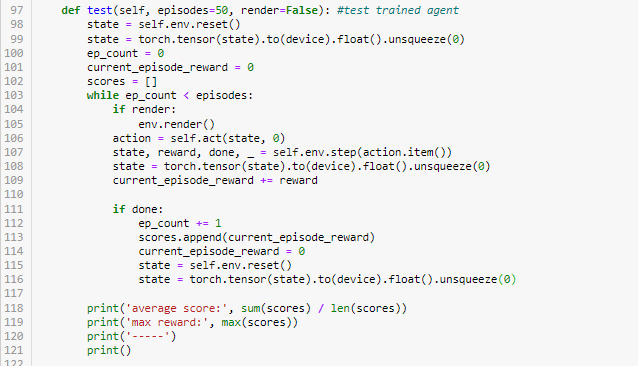 97 def test(self, episodes=50, render=False): #test trained agent
98 state = self.env.reset()
99 state = torch.tensor(state).to(device).float().unsqueeze(0)
100 ep_count = 0
101 current_episode_reward = 0
102 scores = []
103 while ep_count < episodes:
104 if render:
105 env.render()
106 action = self.act(state, 0)
107 state, reward, done, _ = self.env.step(action.item())
108 state = torch.tensor(state).to(device).float().unsqueeze(0)
109 current_episode_reward += reward
110
111 if done:
112 ep_count += 1
113 scores.append(current_episode_reward)
114 current_episode_reward = 0
115 state = self.env.reset()
116 state = torch.tensor(state).to(device).float().unsqueeze(0)
117
118 print('average score:', sum(scores) / len(scores))
119 print('max reward:', max(scores))
120 print('-----')
121 print()
122